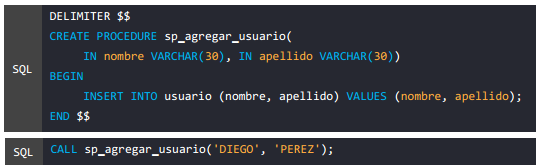 SQL
DELIMITER $$
CREATE PROCEDURE sp_agregar_usuario(
IN nombre VARCHAR(30), IN apellido VARCHAR(30))
BEGIN
INSERT INTO usuario (nombre, apellido) VALUES (nombre, apellido);
END $$
SQL
CALL sp_agregar_usuario('DIEGO', 'PEREZ');